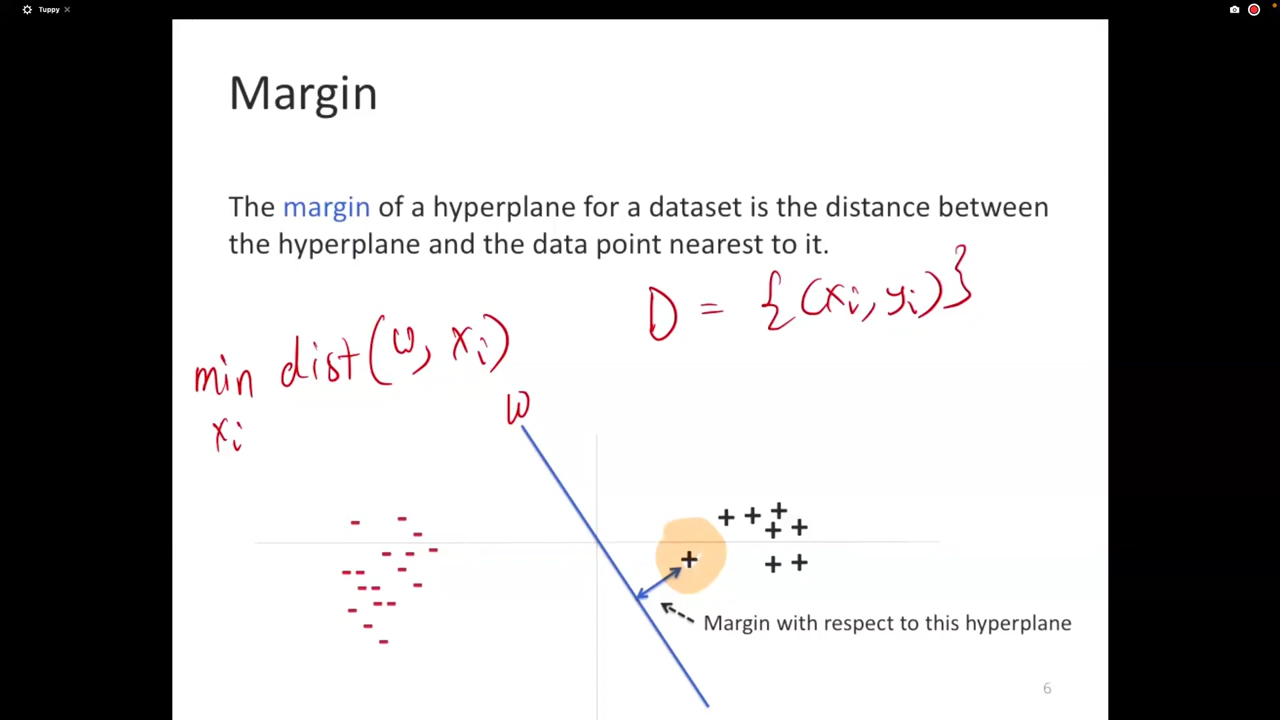 Tuppy
Margin
The margin of a hyperplane for a dataset is the distance between
the hyperplane and the data point nearest to it.
D = {(xi, yi)}
min dist(w, xi)
xi
w
Margin with respect to this hyperplane
6